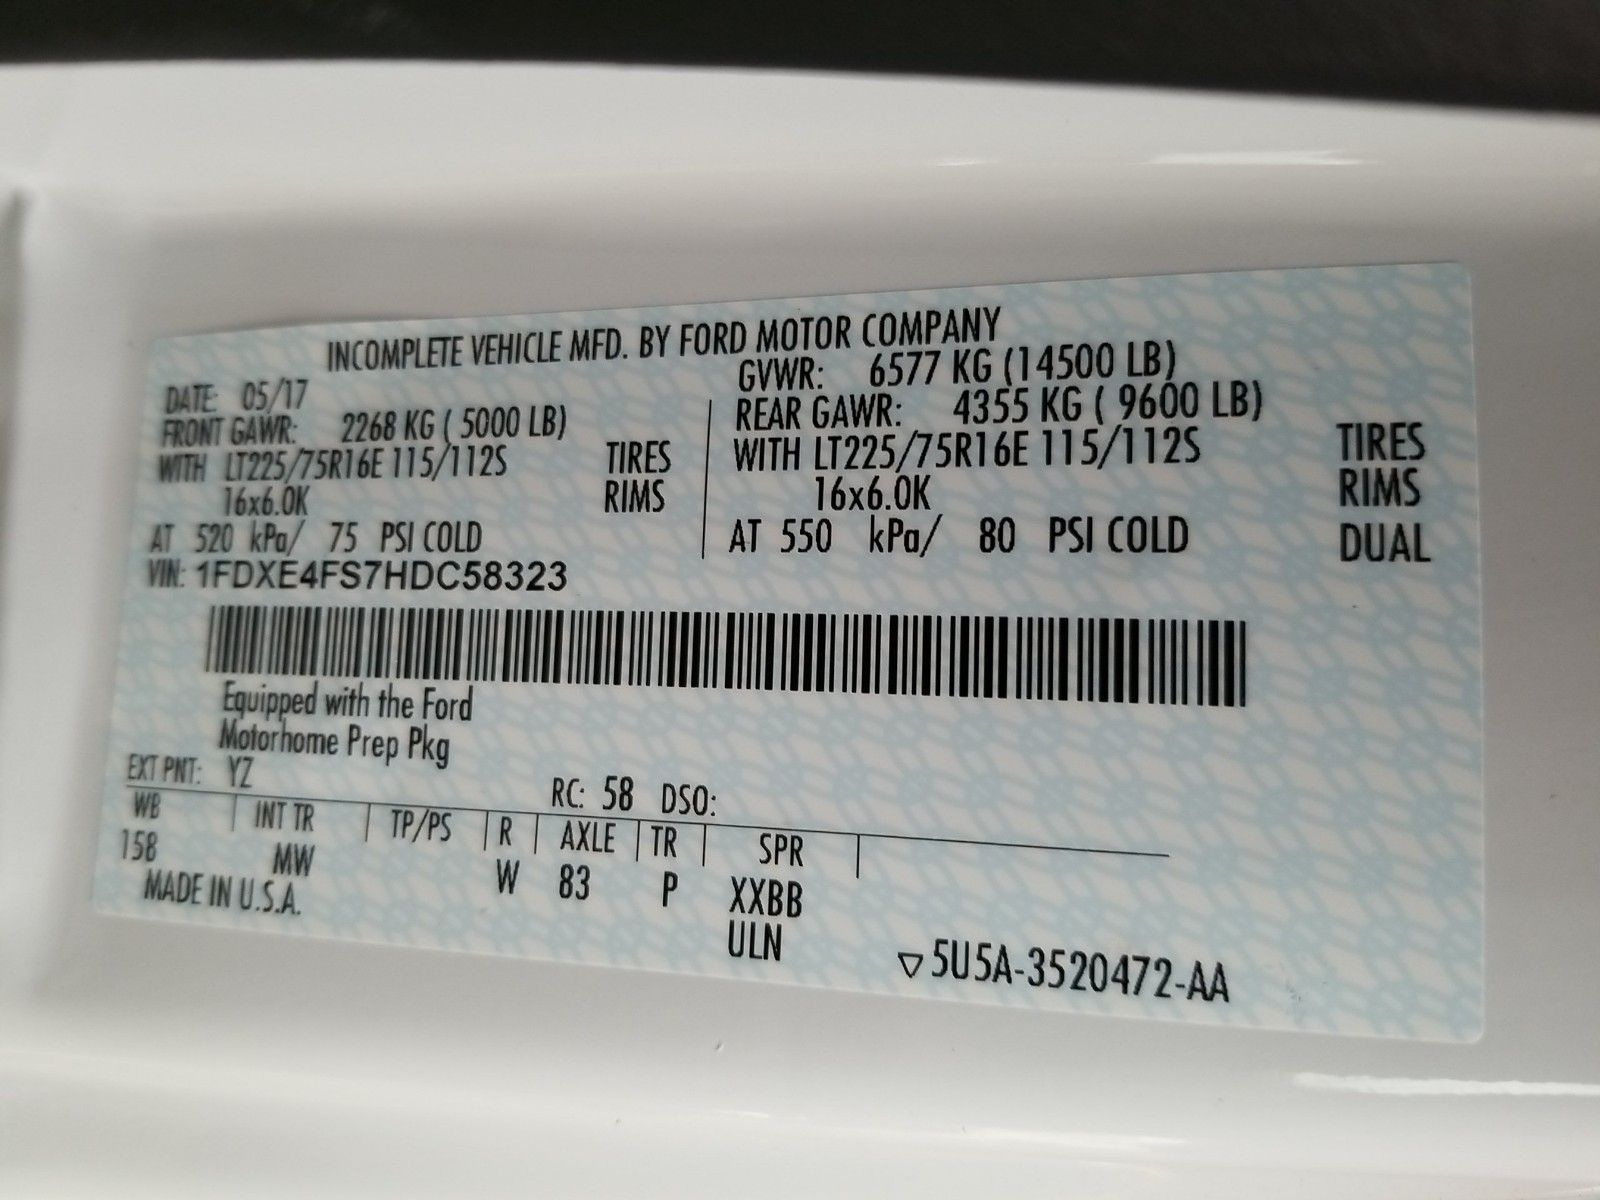 INCOMPLETE VEHICLE MFD. BY FORD MOTOR COMPANY
DATE: 05/17
GVWR: 6577 KG (14500 LB)
FRONT GAWR: 2268 KG ( 5000 LB)
REAR GAWR: 4355 KG ( 9600 LB)
WITH LT225/75R16E 115/112S TIRES
WITH LT225/75R16E 115/112S TIRES
16x6.0K RIMS
16x6.0K RIMS
AT 520 kPa/ 75 PSI COLD
AT 550 kPa/ 80 PSI COLD DUAL
VIN: 1FDXE4FS7HDC58323
Equipped with the Ford
Motorhome Prep Pkg
EXT PNT: YZ RC: 58 DSO:
WB INT TR TP/PS R AXLE TR SPR
158 MW W 83 P XXBB
MADE IN U.S.A. ULN
▽5U5A-3520472-AA